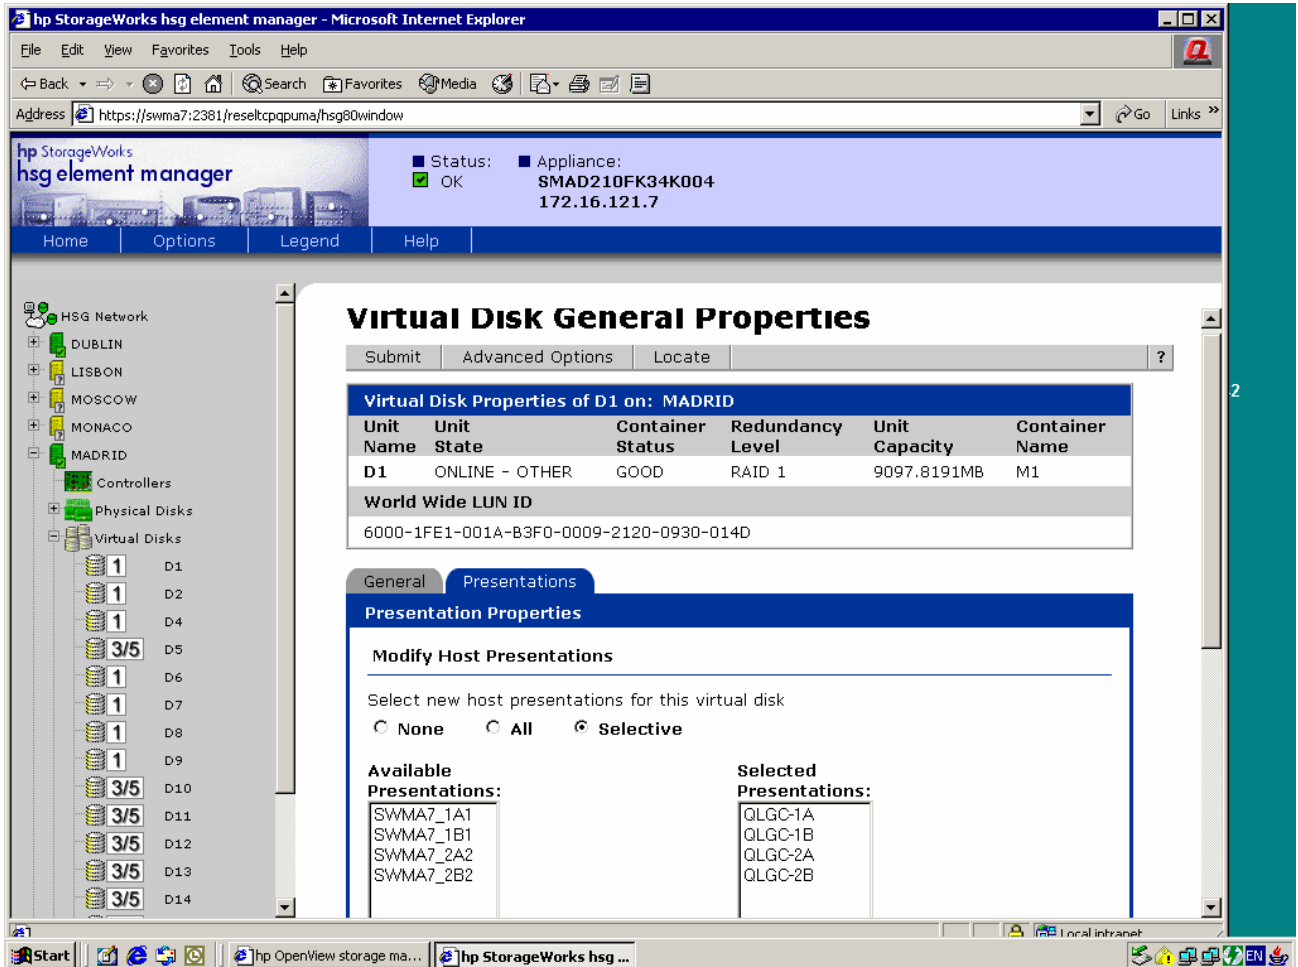 hp StorageWorks hsg element manager - Microsoft Internet Explorer
File Edit View Favorites Tools Help
Back Search Favorites Media
Address https://swma7:2381/reseltcpqpuma/hsg80window Go Links »
hp StorageWorks
hsg element manager
Status: Appliance:
OK SMAD210FK34K004
172.16.121.7
Home Options Legend Help
HSG Network
DUBLIN
LISBON
MOSCOW
MONACO
MADRID
Controllers
Physical Disks
Virtual Disks
1 D1
1 D2
1 D4
3/5 D5
1 D6
1 D7
1 D8
1 D9
3/5 D10
3/5 D11
3/5 D12
3/5 D13
3/5 D14
Virtual Disk General Properties
Submit Advanced Options Locate ?
Virtual Disk Properties of D1 on: MADRID
Unit Name Unit State Container Status Redundancy Level Unit Capacity Container Name
D1 ONLINE - OTHER GOOD RAID 1 9097.8191MB M1
World Wide LUN ID
6000-1FE1-001A-B3F0-0009-2120-0930-014D
General Presentations
Presentation Properties
Modify Host Presentations
Select new host presentations for this virtual disk
None All Selective
Available Presentations:
SWMA7_1A1
SWMA7_1B1
SWMA7_2A2
SWMA7_2B2
Selected Presentations:
QLGC-1A
QLGC-1B
QLGC-2A
QLGC-2B
Local intranet
2
Start hp OpenView storage ma... hp StorageWorks hsg ... EN